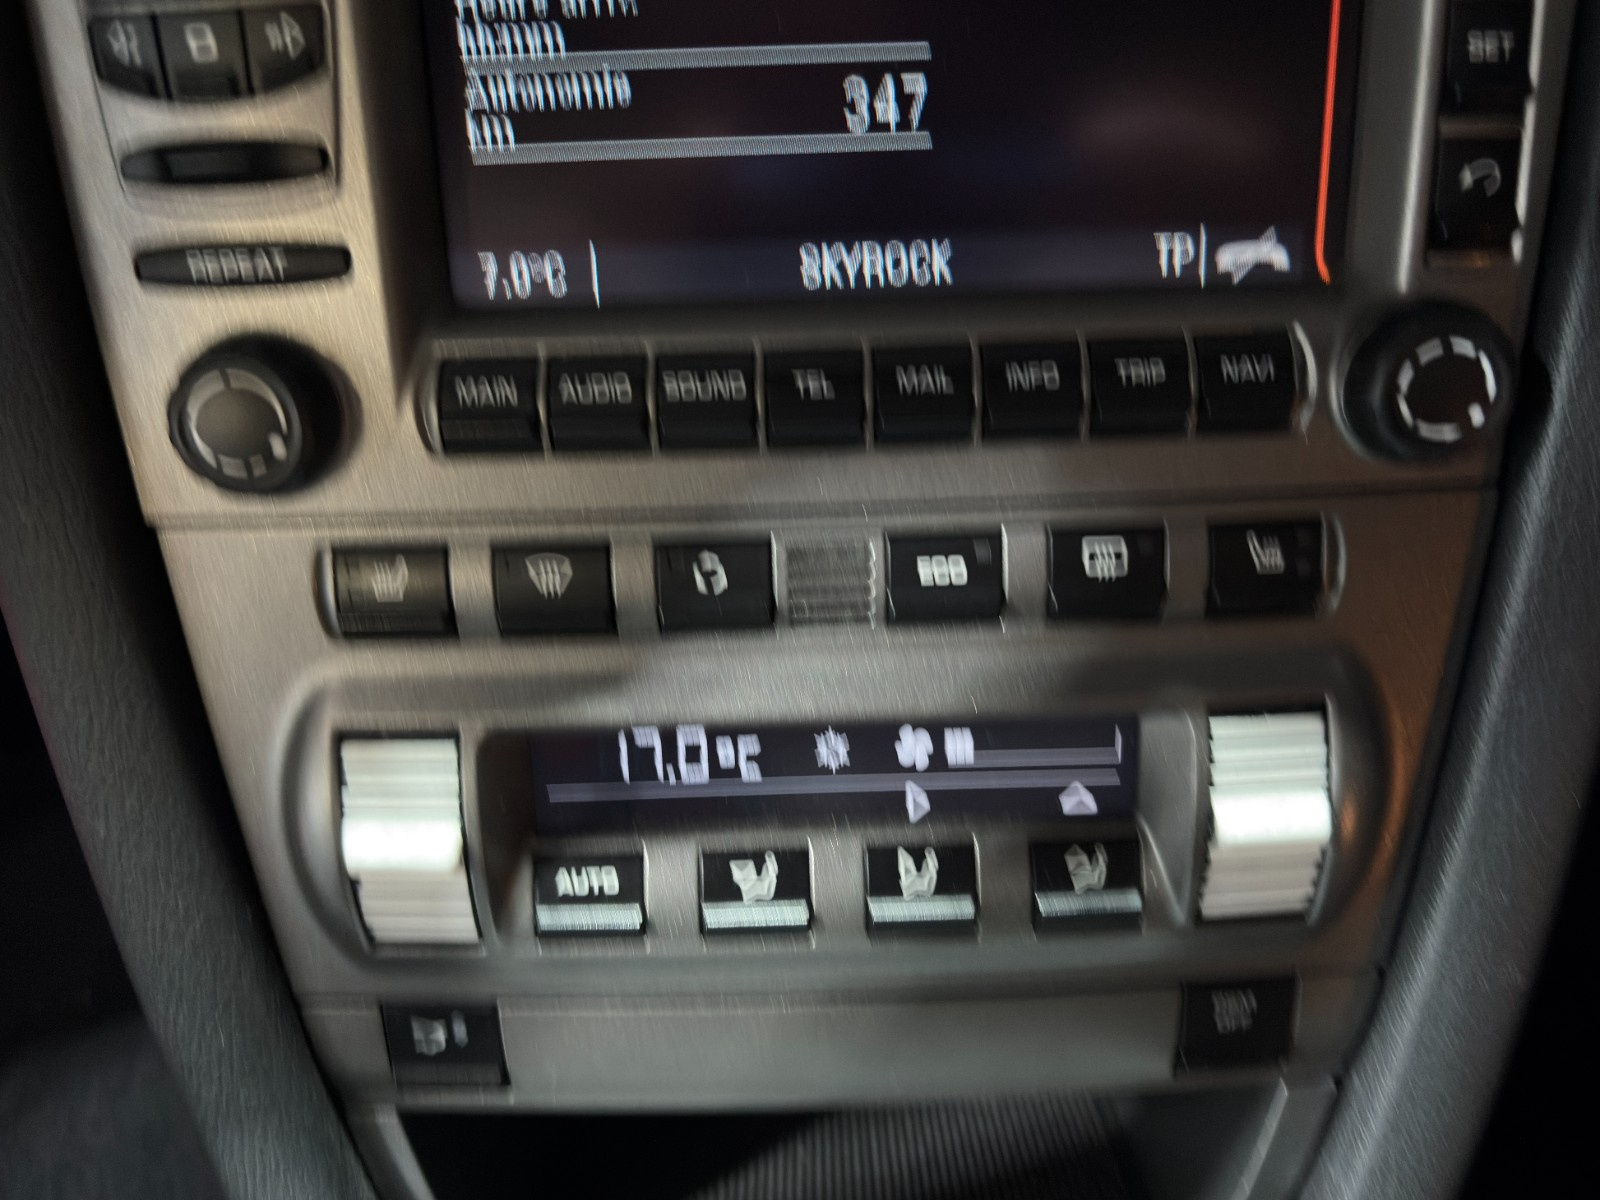 SET
Autonomie
km
347
REPEAT
7.0°C
SKYROCK
TP
MAIN
AUDIO
SOUND
TEL
MAIL
INFO
TRIP
NAVI
17.0°C
AUTO